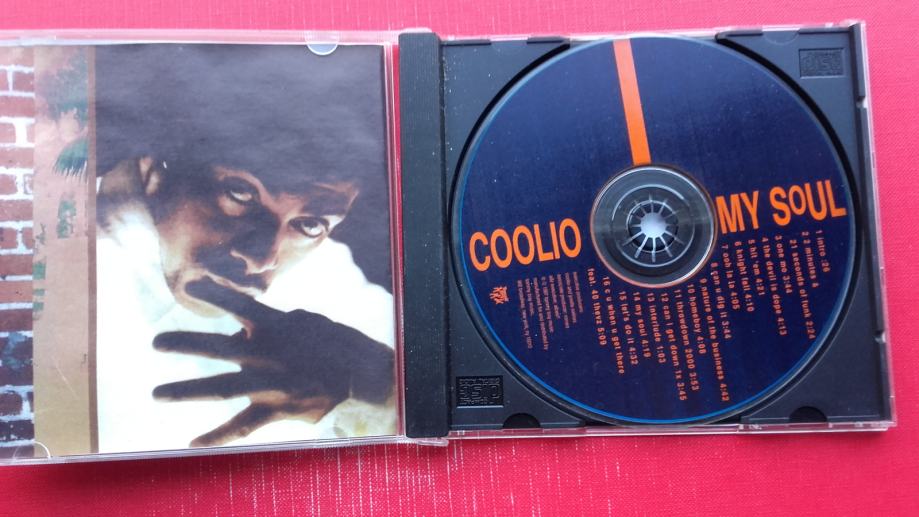 COOLIO
MY SOUL
1 intro :26
2 2 minutes &
21 seconds of funk 2:24
3 one mo 3:44
4 the devil is dope 4:13
5 hit 'em 4:21
6 knight fall 4:10
7 ooh la la 4:05
8 can u dig it 3:44
9 nature of the business 4:42
10 homeboy 4:08
11 throwdown 2000 3:53
12 can i get down 1x 3:45
13 interlude 1:03
14 my soul 4:19
15 let's do it 4:32
16 c u when u get there
feat. 40 thevz 5:09